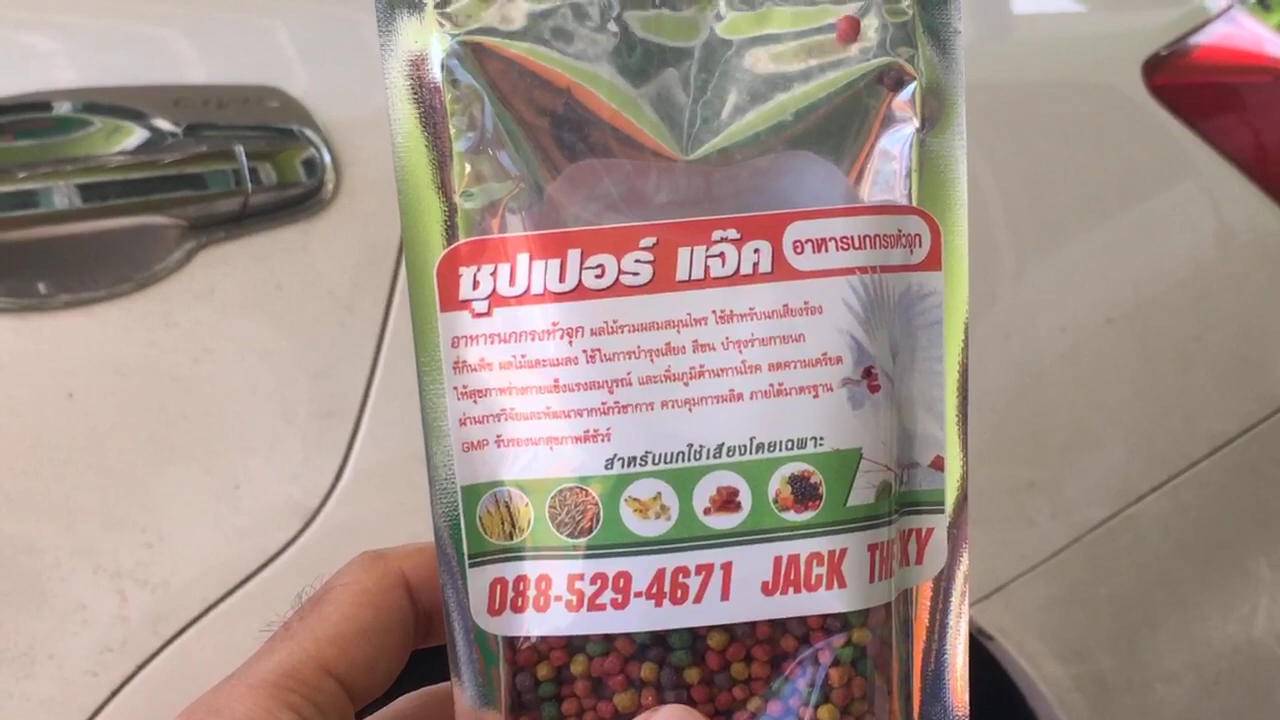 ซุปเปอร์ แจ๊ค
อาหารนกกรงหัวจุก
อาหารนกกรงหัวจุก ผลไม้รวมผสมสมุนไพร ใช้สำหรับนกเสียงร้อง
ที่กินพืช ผลไม้และแมลง ใช้ในการบำรุงเสียง สีขน บำรุงร่ายกายนก
ให้สุขภาพร่างกายแข็งแรงสมบูรณ์ และเพิ่มภูมิต้านทานโรค ลดความเครียด
ผ่านการวิจัยและพัฒนาจากนักวิชาการ ควบคุมการผลิต ภายใต้มาตรฐาน
GMP รับรองนกสุขภาพดีชัวร์
สำหรับนกใช้เสียงโดยเฉพาะ
088-529-4671 JACK